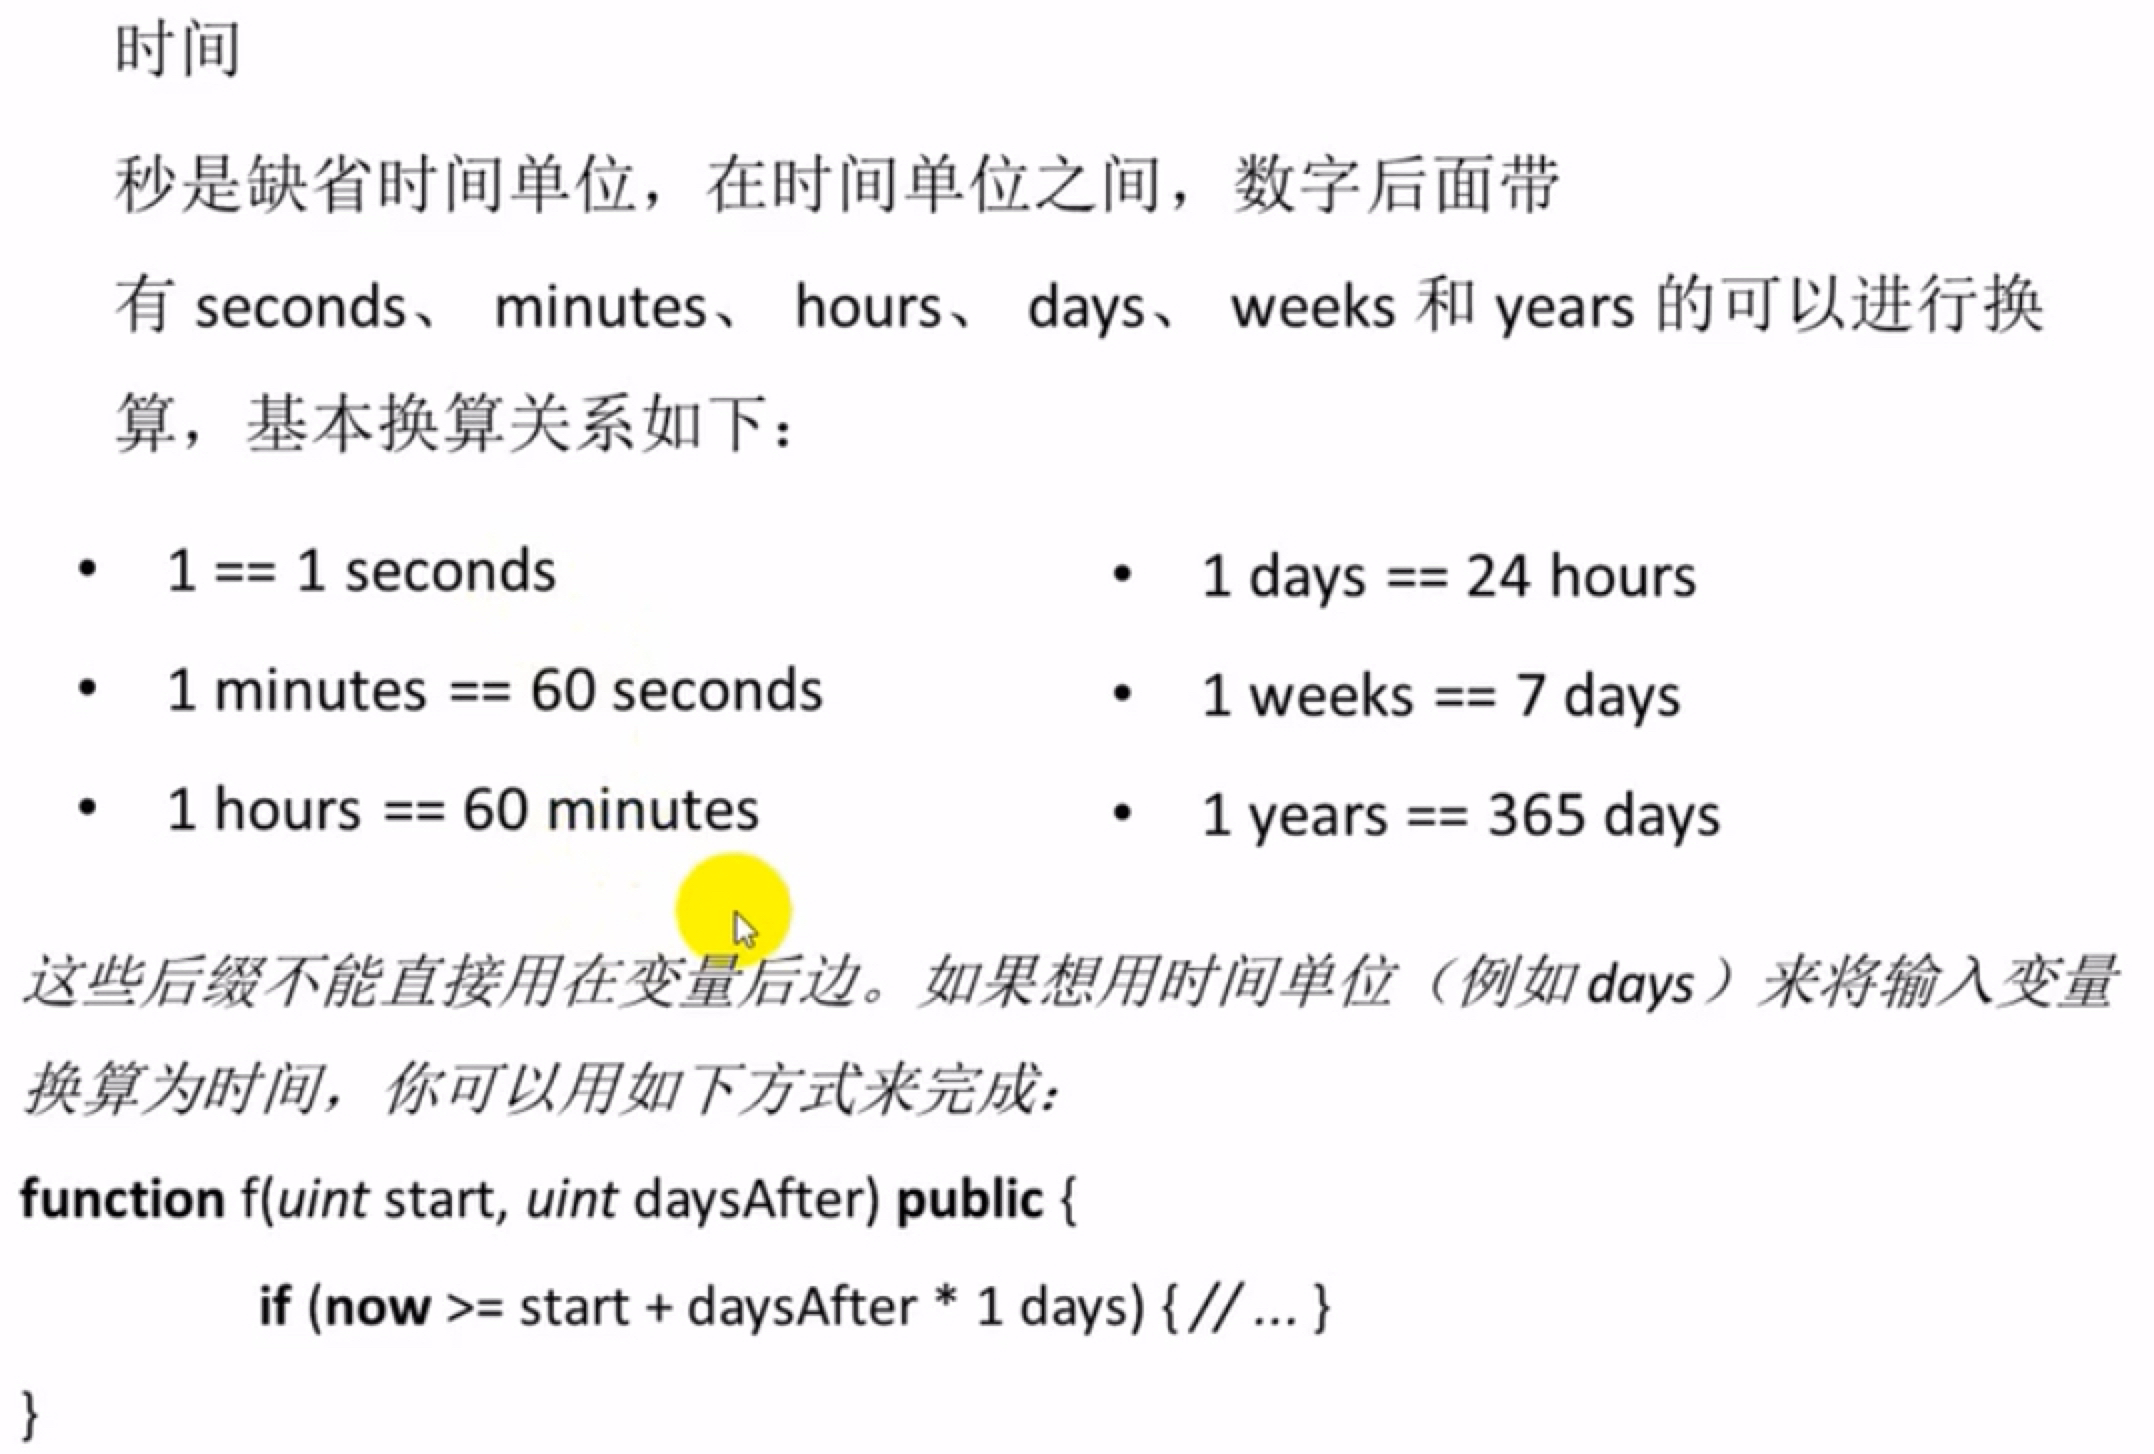 时间
秒是缺省时间单位，在时间单位之间，数字后面带
有 seconds、 minutes、 hours、 days、 weeks 和 years 的可以进行换
算，基本换算关系如下：
• 1 == 1 seconds
• 1 minutes == 60 seconds
• 1 hours == 60 minutes
• 1 days == 24 hours
• 1 weeks == 7 days
• 1 years == 365 days
这些后缀不能直接用在变量后边。如果想用时间单位（例如 days）来将输入变量
换算为时间，你可以用如下方式来完成：
function f(uint start, uint daysAfter) public {
if (now >= start + daysAfter * 1 days) { // ... }
}